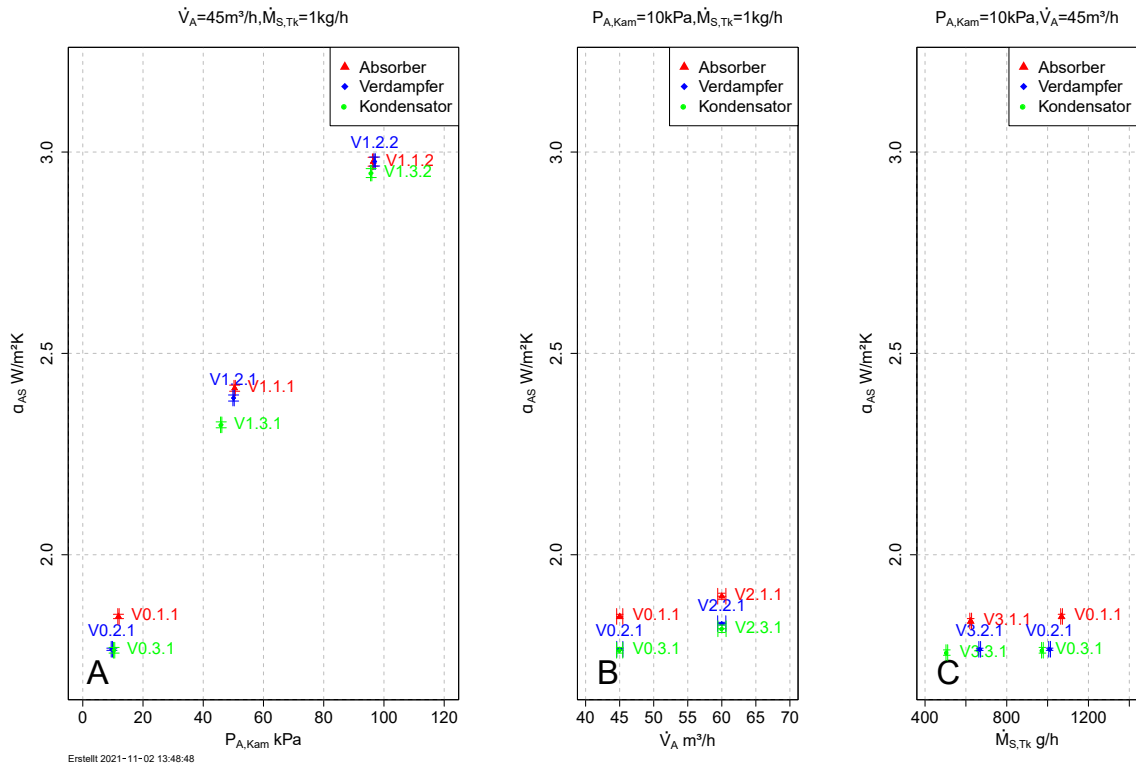 V̇A=45m³/h,ṀS,Tk=1kg/h
Absorber
Verdampfer
Kondensator
V1.2.2
V1.1.2
V1.3.2
V1.2.1
V1.1.1
V1.3.1
V0.1.1
V0.2.1
V0.3.1
A
3.0
2.5
2.0
αAS W/m²K
0 20 40 60 80 100 120
PA,Kam kPa
Erstellt 2021-11-02 13:48:48
PA,Kam=10kPa,ṀS,Tk=1kg/h
Absorber
Verdampfer
Kondensator
V0.1.1
V0.2.1
V0.3.1
V2.1.1
V2.2.1
V2.3.1
B
3.0
2.5
2.0
αAS W/m²K
40 45 50 55 60 65 70
V̇A m³/h
PA,Kam=10kPa,V̇A=45m³/h
Absorber
Verdampfer
Kondensator
V3.1.1
V0.1.1
V3.2.1
V0.2.1
V3.3.1
V0.3.1
C
3.0
2.5
2.0
αAS W/m²K
400 800 1200
ṀS,Tk g/h